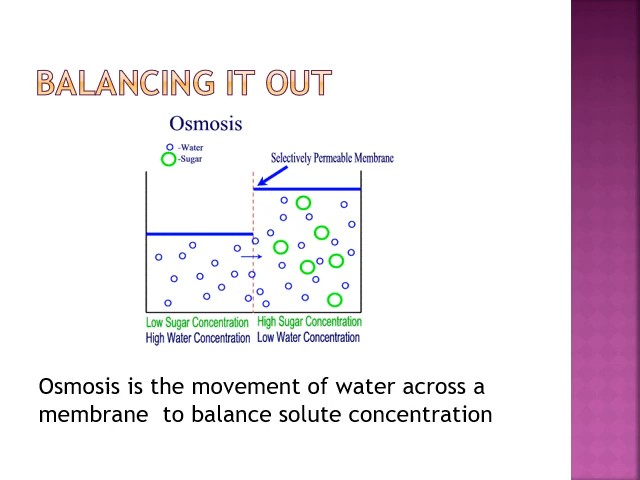 BALANCING IT OUT
Osmosis
-Water
-Sugar
Selectively Permeable Membrane
Low Sugar Concentration
High Water Concentration
High Sugar Concentration
Low Water Concentration
Osmosis is the movement of water across a
membrane to balance solute concentration